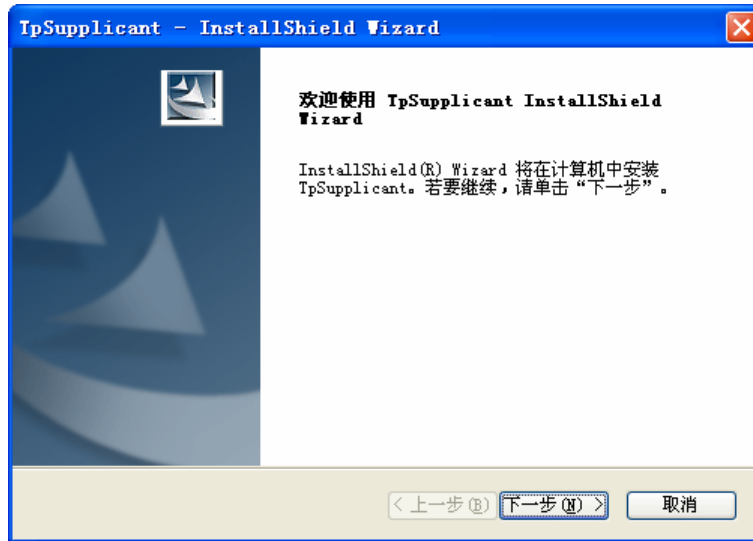 TpSupplicant - InstallShield Wizard
欢迎使用 TpSupplicant InstallShield
Wizard
InstallShield(R) Wizard 将在计算机中安装
TpSupplicant。若要继续，请单击“下一步”。
< 上一步(B)
下一步(N) >
取消